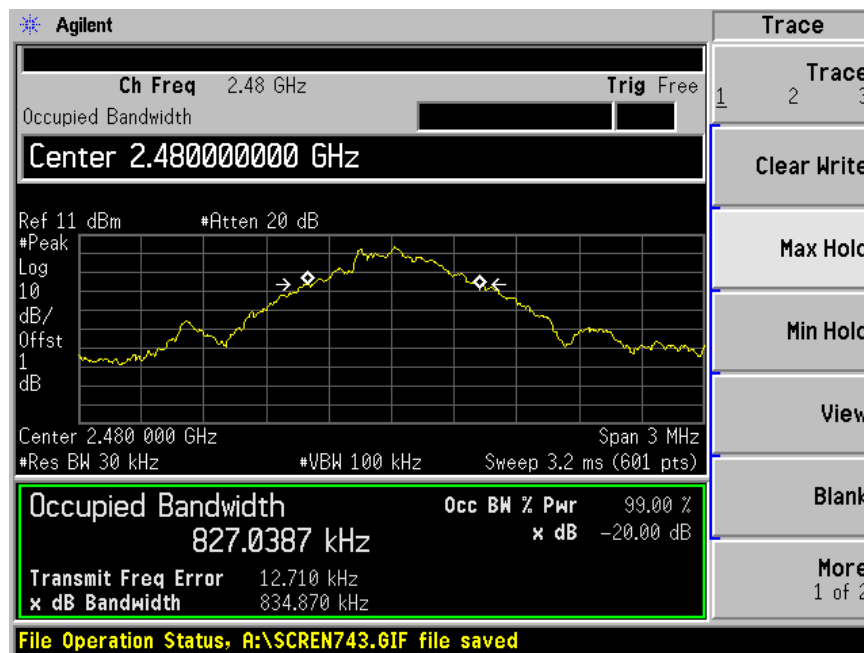 Agilent
Trace
Ch Freq 2.48 GHz
Trig Free
Occupied Bandwidth
Center 2.480000000 GHz
Ref 11 dBm
#Atten 20 dB
#Peak
Log
10
dB/
Offst
1
dB
Center 2.480 000 GHz
Span 3 MHz
#Res BW 30 kHz
#VBW 100 kHz
Sweep 3.2 ms (601 pts)
Occupied Bandwidth
827.0387 kHz
Occ BW % Pwr 99.00 %
x dB -20.00 dB
Transmit Freq Error 12.710 kHz
x dB Bandwidth 834.870 kHz
File Operation Status, A:\SCREN743.GIF file saved
Trace
1 2 3
Clear Write
Max Hold
Min Hold
View
Blank
More
1 of 2